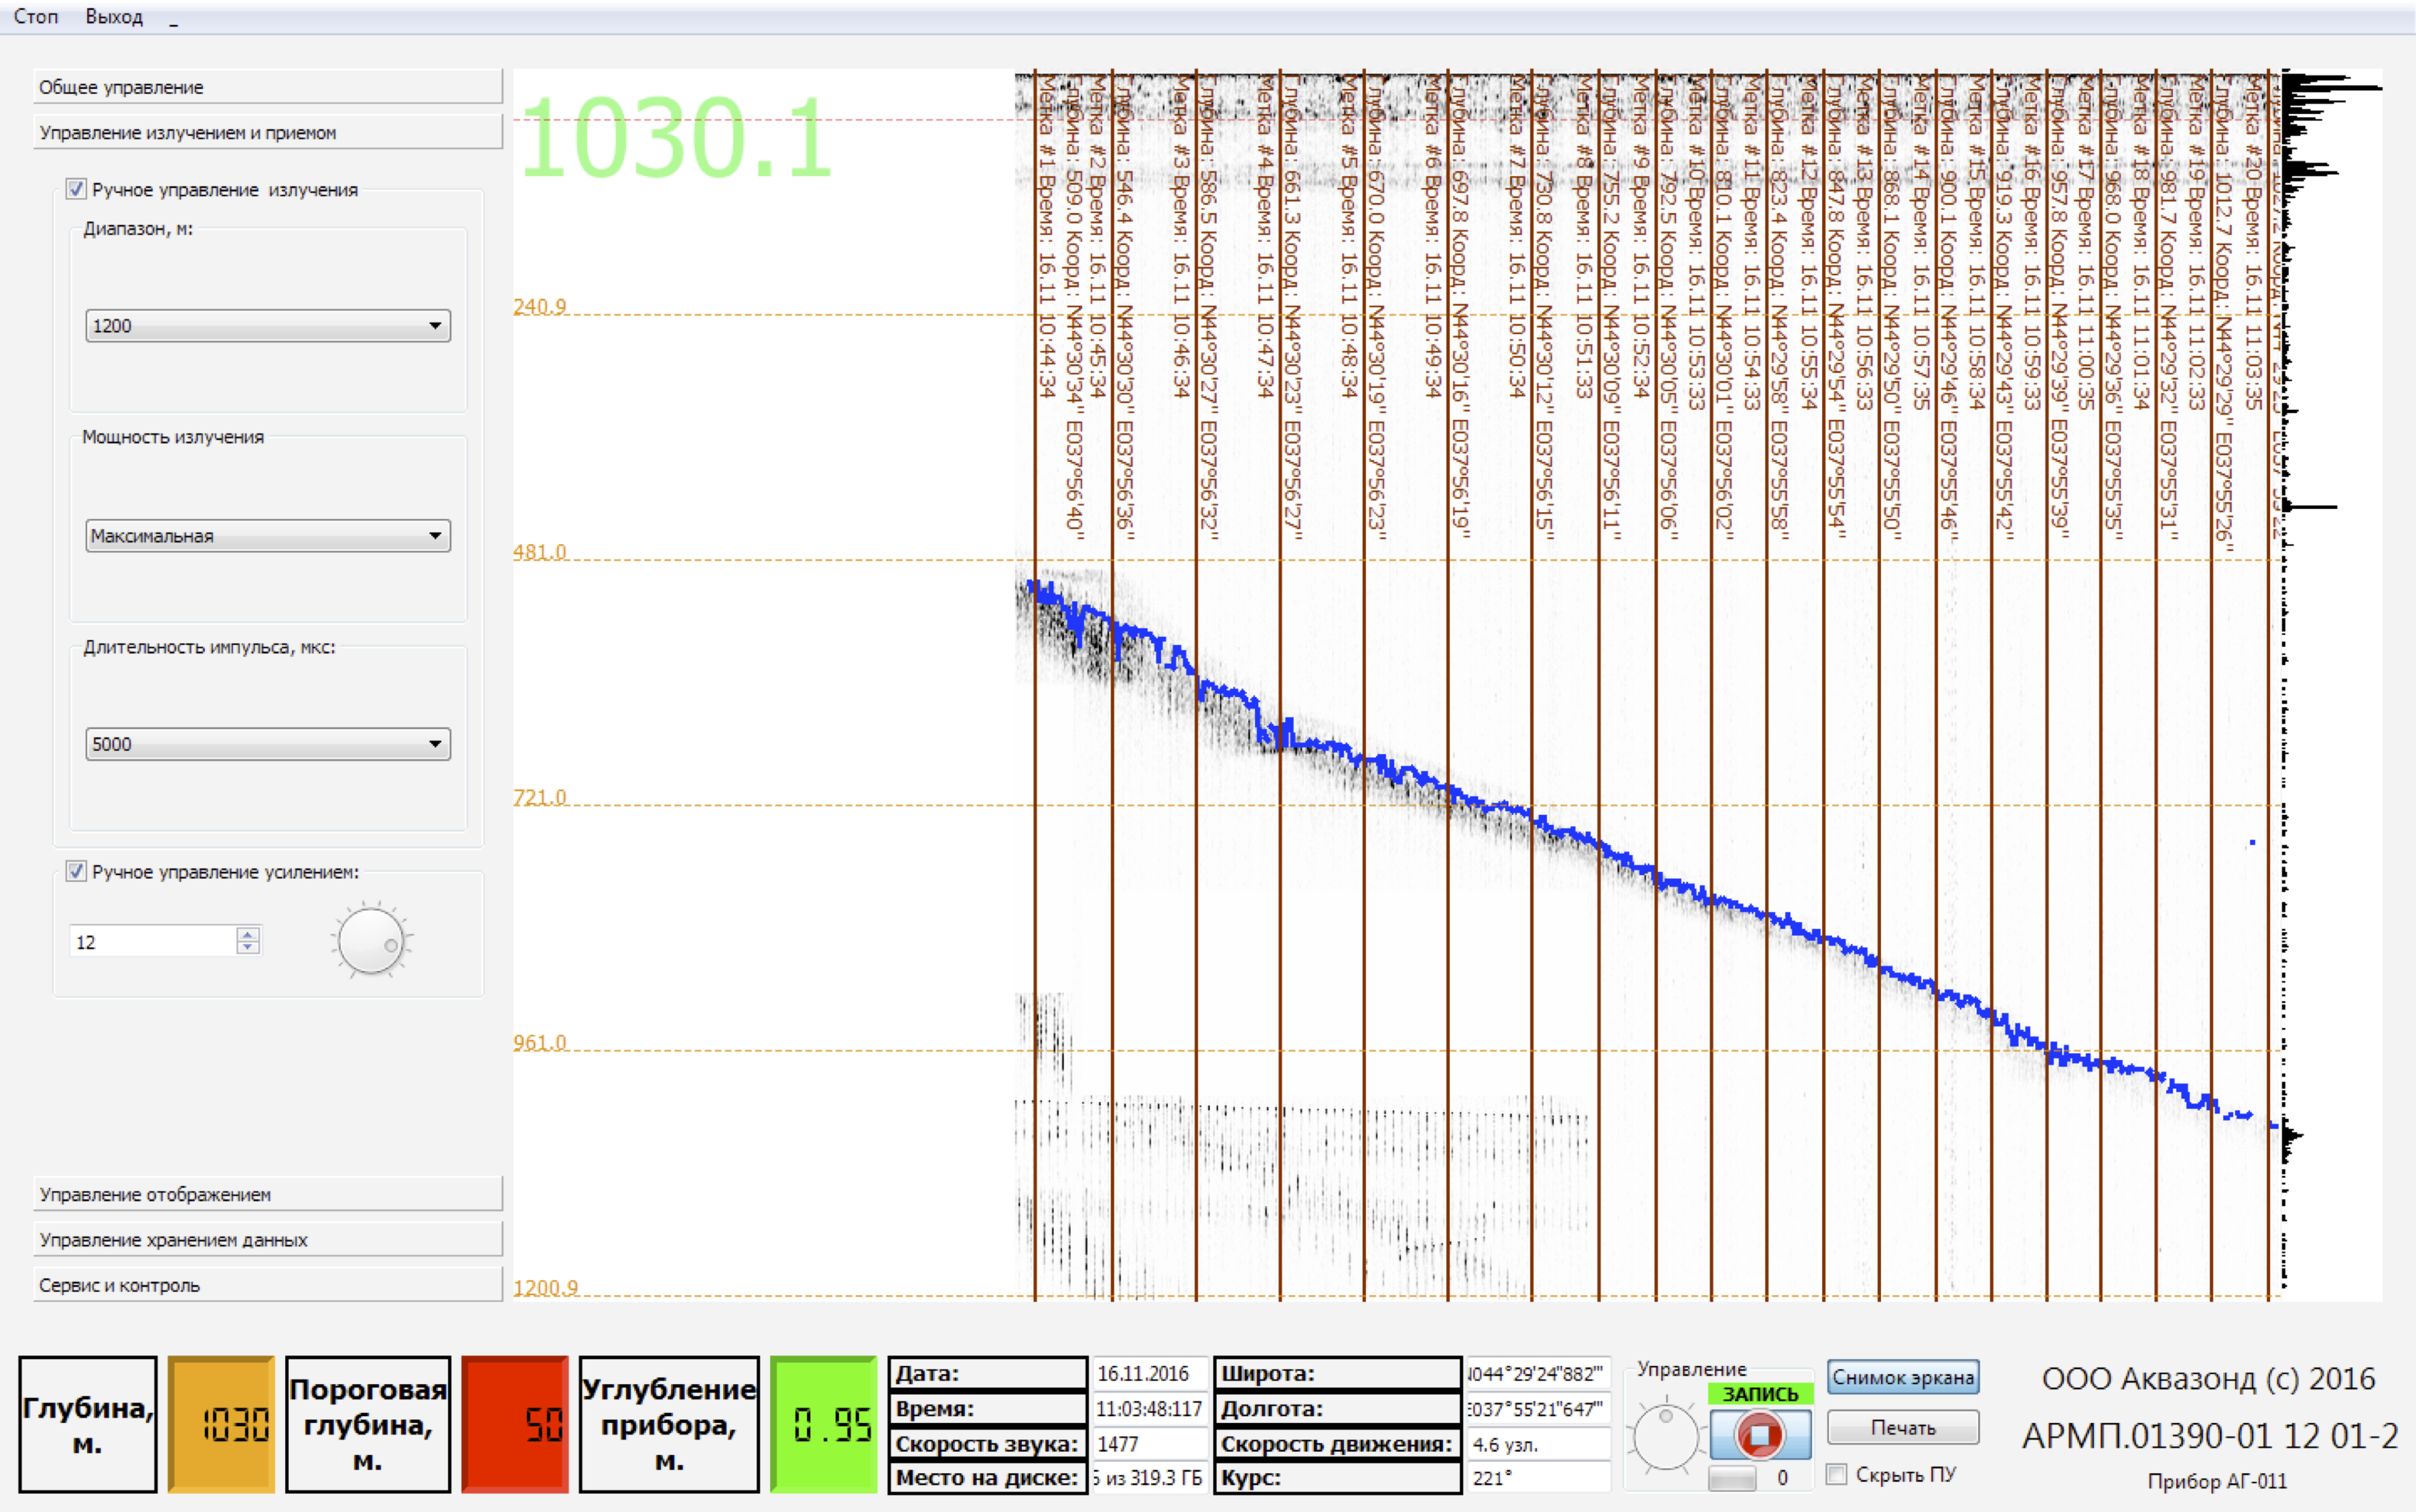 Стоп Выход _
Общее управление
Управление излучением и приемом
Ручное управление излучения
Диапазон, м:
1200
Мощность излучения
Максимальная
Длительность импульса, мкс:
5000
Ручное управление усилением:
12
Управление отображением
Управление хранением данных
Сервис и контроль
1030.1
240.9
481.0
721.0
961.0
1200.9
Метка #1 Время: 16.11 10:44:34
Глубина: 509.0 Коорд: N44°30'34'' E037°56'40''
Метка #2 Время: 16.11 10:45:34
Глубина: 546.4 Коорд: N44°30'30'' E037°56'36''
Метка #3 Время: 16.11 10:46:34
Глубина: 586.5 Коорд: N44°30'27'' E037°56'32''
Метка #4 Время: 16.11 10:47:34
Глубина: 661.3 Коорд: N44°30'23'' E037°56'27''
Метка #5 Время: 16.11 10:48:34
Глубина: 670.0 Коорд: N44°30'19'' E037°56'23''
Метка #6 Время: 16.11 10:49:34
Глубина: 697.8 Коорд: N44°30'16'' E037°56'19''
Метка #7 Время: 16.11 10:50:34
Глубина: 730.8 Коорд: N44°30'12'' E037°56'15''
Метка #8 Время: 16.11 10:51:33
Глубина: 755.2 Коорд: N44°30'09'' E037°56'11''
Метка #9 Время: 16.11 10:52:34
Глубина: 792.5 Коорд: N44°30'05'' E037°56'06''
Метка #10 Время: 16.11 10:53:33
Глубина: 810.1 Коорд: N44°30'01'' E037°56'02''
Метка #11 Время: 16.11 10:54:33
Глубина: 823.4 Коорд: N44°29'58'' E037°55'58''
Метка #12 Время: 16.11 10:55:34
Глубина: 847.8 Коорд: N44°29'54'' E037°55'54''
Метка #13 Время: 16.11 10:56:33
Глубина: 868.1 Коорд: N44°29'50'' E037°55'50''
Метка #14 Время: 16.11 10:57:35
Глубина: 900.1 Коорд: N44°29'46'' E037°55'46''
Метка #15 Время: 16.11 10:58:34
Глубина: 919.3 Коорд: N44°29'43'' E037°55'42''
Метка #16 Время: 16.11 10:59:33
Глубина: 957.8 Коорд: N44°29'39'' E037°55'39''
Метка #17 Время: 16.11 11:00:35
Глубина: 968.0 Коорд: N44°29'36'' E037°55'35''
Метка #18 Время: 16.11 11:01:34
Глубина: 981.7 Коорд: N44°29'32'' E037°55'31''
Метка #19 Время: 16.11 11:02:33
Глубина: 1012.7 Коорд: N44°29'29'' E037°55'26''
Метка #20 Время: 16.11 11:03:35
Глубина, м. 1030
Пороговая глубина, м. 50
Углубление прибора, м. 0.95
Дата: 16.11.2016
Время: 11:03:48:117
Скорость звука: 1477
Место на диске: из 319.3 ГБ
Широта: 044°29'24"882'"
Долгота: 037°55'21"647'"
Скорость движения: 4.6 узл.
Курс: 221°
Управление
ЗАПИСЬ
0
Снимок эркана
Печать
Скрыть ПУ
ООО Аквазонд (с) 2016
АРМП.01390-01 12 01-2
Прибор АГ-011